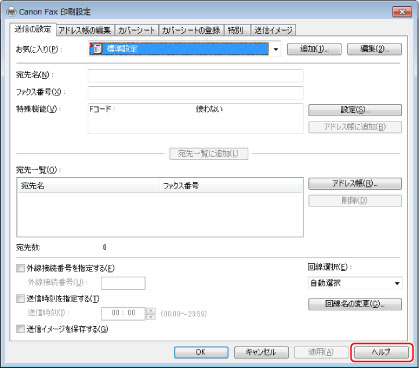 Canon Fax 印刷設定
送信の設定 アドレス帳の編集 カバーシート カバーシートの登録 特別 送信イメージ
お気に入り(P): 標準設定 追加(1)... 編集(2)...
宛先名(N):
ファクス番号(X):
特殊機能(V): Fコード: 使わない 設定(S)...
アドレス帳に追加(B)
宛先一覧に追加(L)
宛先一覧(O):
宛先名 ファクス番号 アドレス帳(R)...
削除(D)
宛先数: 0
外線接続番号を指定する(F) 回線選択(E):
外線接続番号(U): 自動選択
送信時刻を指定する(T) 回線名の変更(C)...
送信時刻(I): 00 : 00 (00:00~23:59)
送信イメージを保存する(G)
OK キャンセル 適用(A) ヘルプ